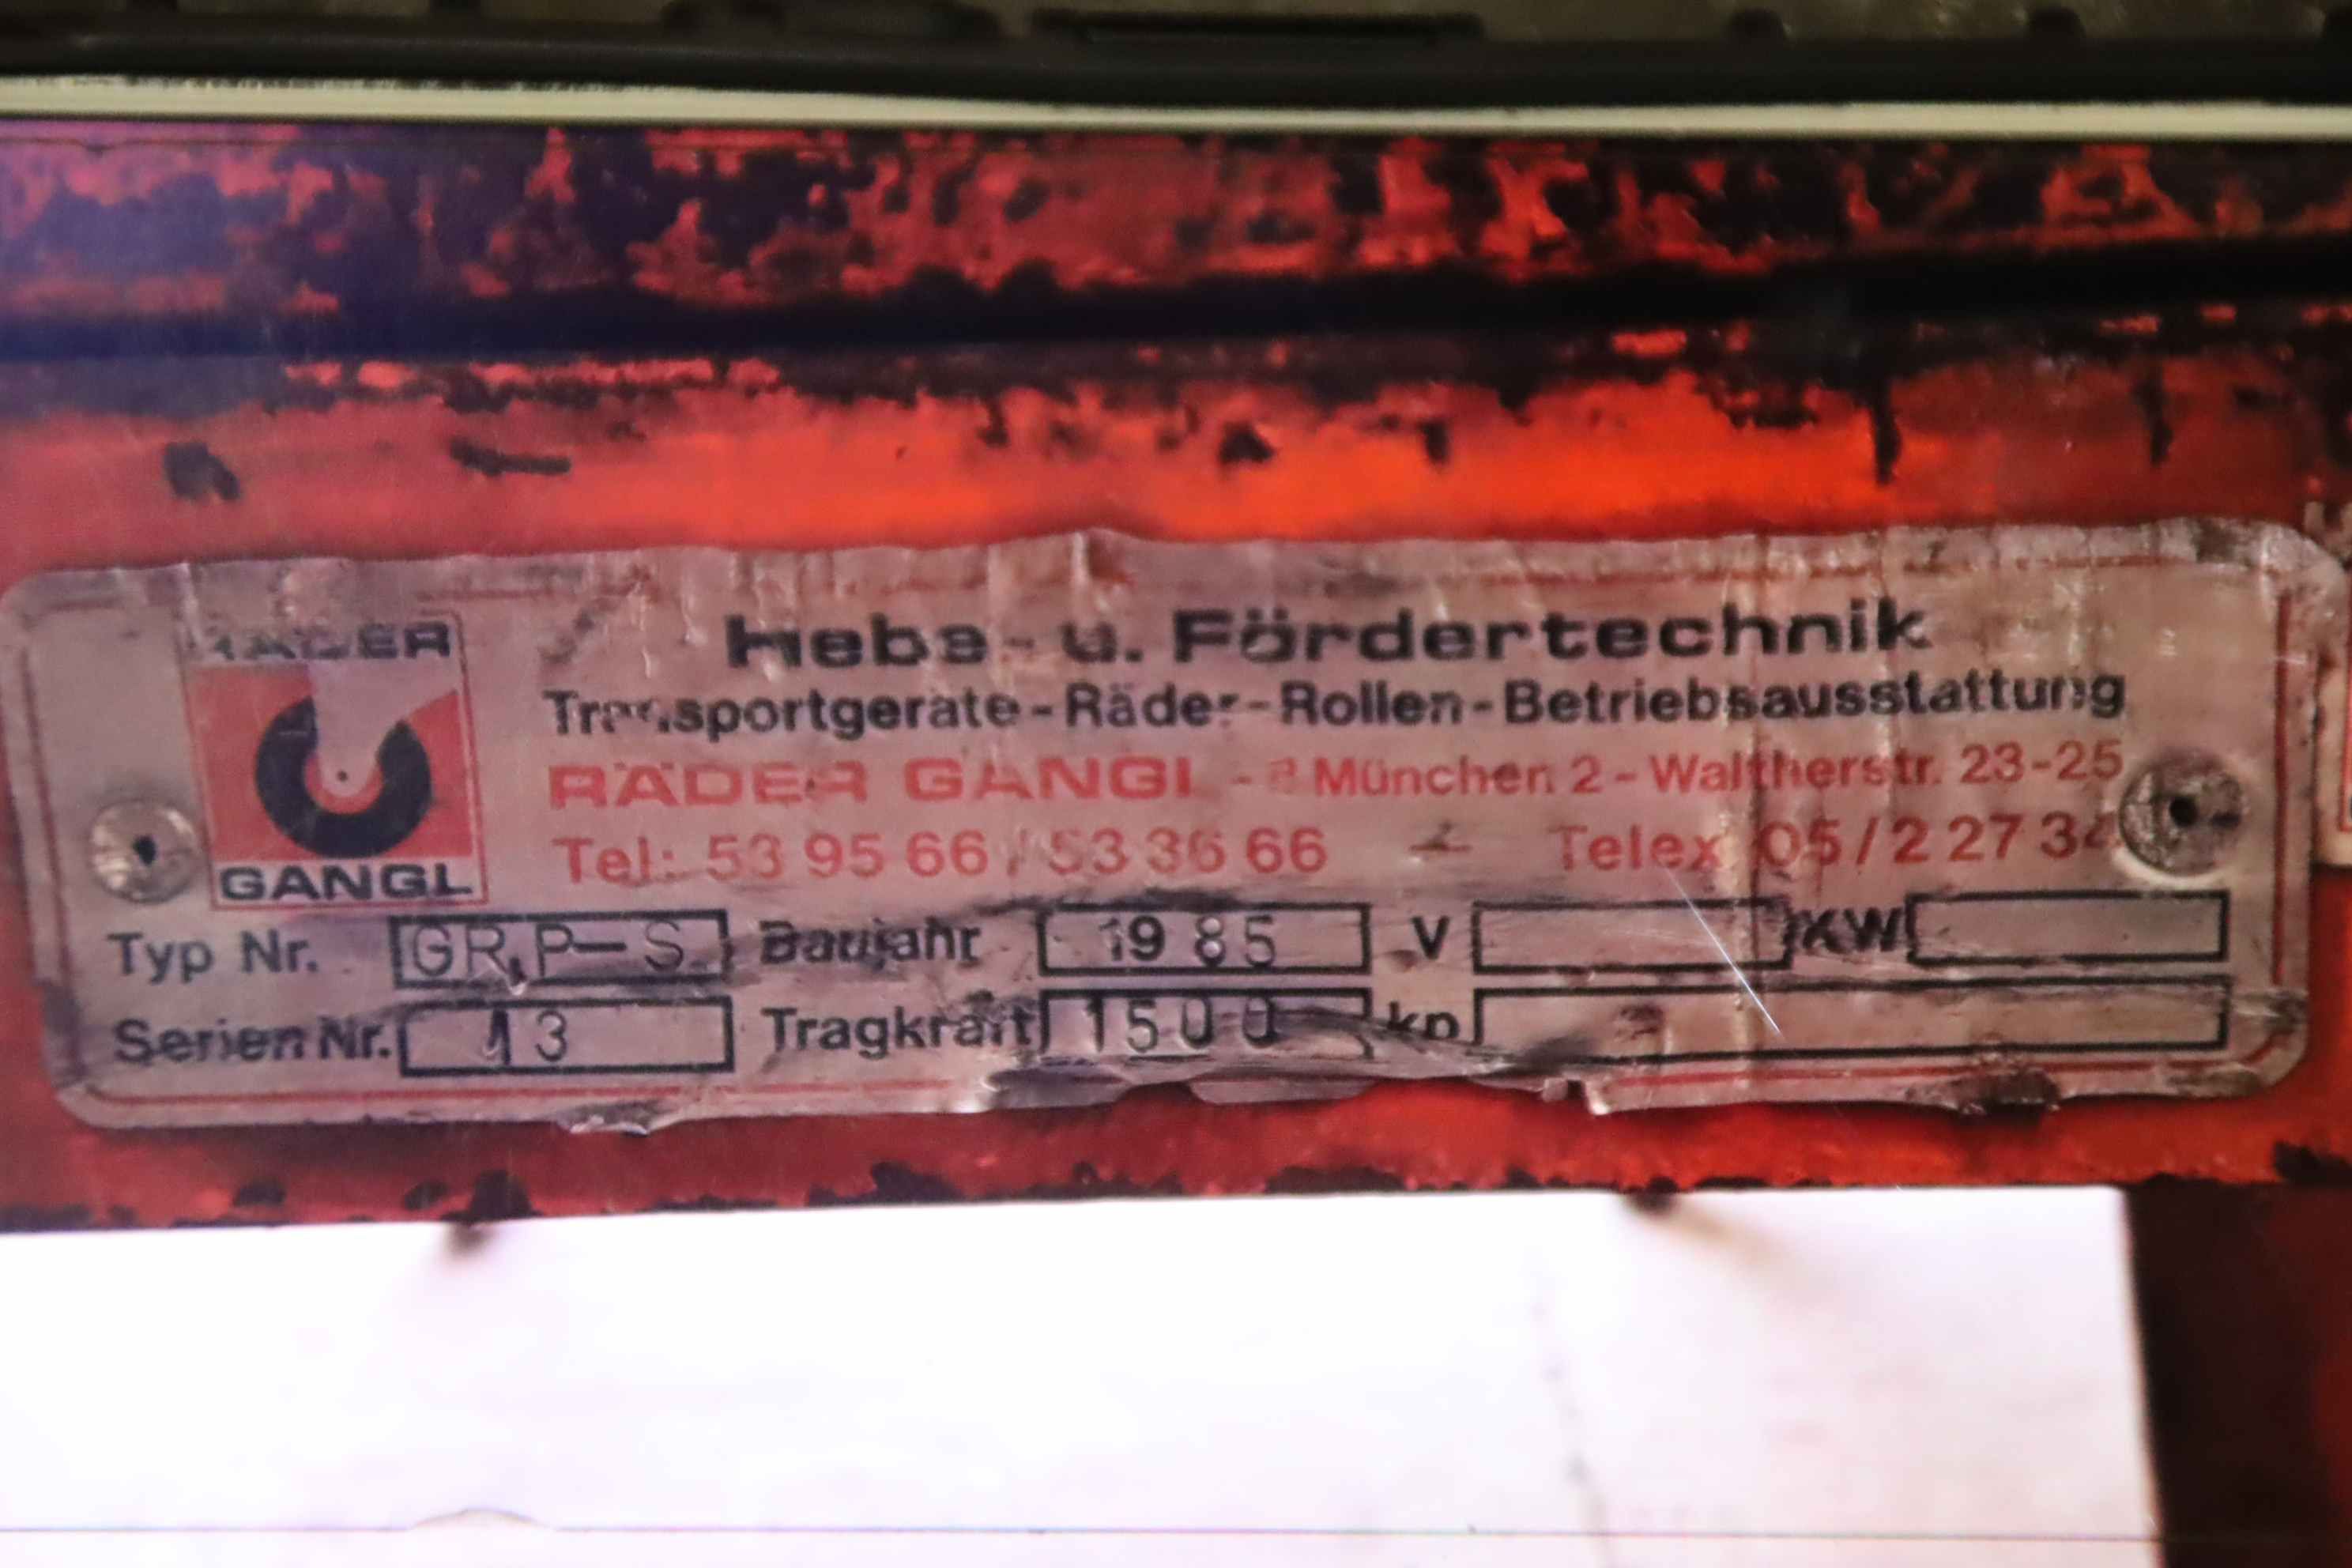 RÄDER
GANGL
Hebe- u. Fördertechnik
Transportgeräte-Räder-Rollen-Betriebsausstattung
RÄDER GANGL - 8 München 2 - Waltherstr. 23-25
Tel: 53 95 66 / 53 36 66 - Telex 05/2 27 34
Typ Nr. GR.P-S Baujahr 1985 V KW
Serien Nr. 13 Tragkraft 1500 kp